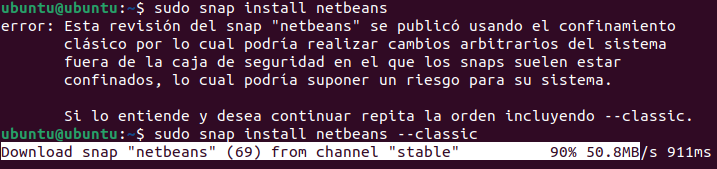 ubuntu@ubuntu:~$ sudo snap install netbeans
error: Esta revisión del snap "netbeans" se publicó usando el confinamiento
clásico por lo cual podría realizar cambios arbitrarios del sistema
fuera de la caja de seguridad en el que los snaps suelen estar
confinados, lo cual podría suponer un riesgo para su sistema.
Si lo entiende y desea continuar repita la orden incluyendo --classic.
ubuntu@ubuntu:~$ sudo snap install netbeans --classic
Download snap "netbeans" (69) from channel "stable" 90% 50.8MB/s 911ms